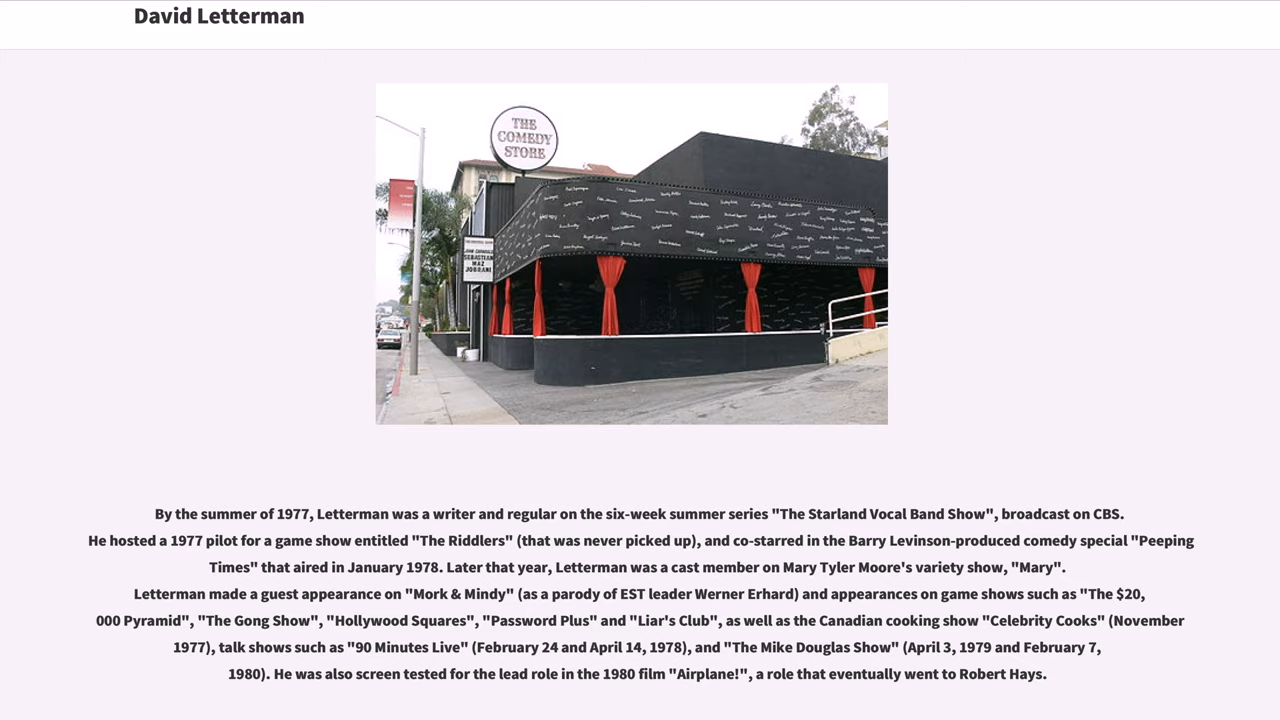 David Letterman
THE
COMEDY
STORE
SEBASTIAN
MAZ
JOBRANI
By the summer of 1977, Letterman was a writer and regular on the six-week summer series "The Starland Vocal Band Show", broadcast on CBS.
He hosted a 1977 pilot for a game show entitled "The Riddlers" (that was never picked up), and co-starred in the Barry Levinson-produced comedy special "Peeping
Times" that aired in January 1978. Later that year, Letterman was a cast member on Mary Tyler Moore's variety show, "Mary".
Letterman made a guest appearance on "Mork & Mindy" (as a parody of EST leader Werner Erhard) and appearances on game shows such as "The $20,
000 Pyramid", "The Gong Show", "Hollywood Squares", "Password Plus" and "Liar's Club", as well as the Canadian cooking show "Celebrity Cooks" (November
1977), talk shows such as "90 Minutes Live" (February 24 and April 14, 1978), and "The Mike Douglas Show" (April 3, 1979 and February 7,
1980). He was also screen tested for the lead role in the 1980 film "Airplane!", a role that eventually went to Robert Hays.